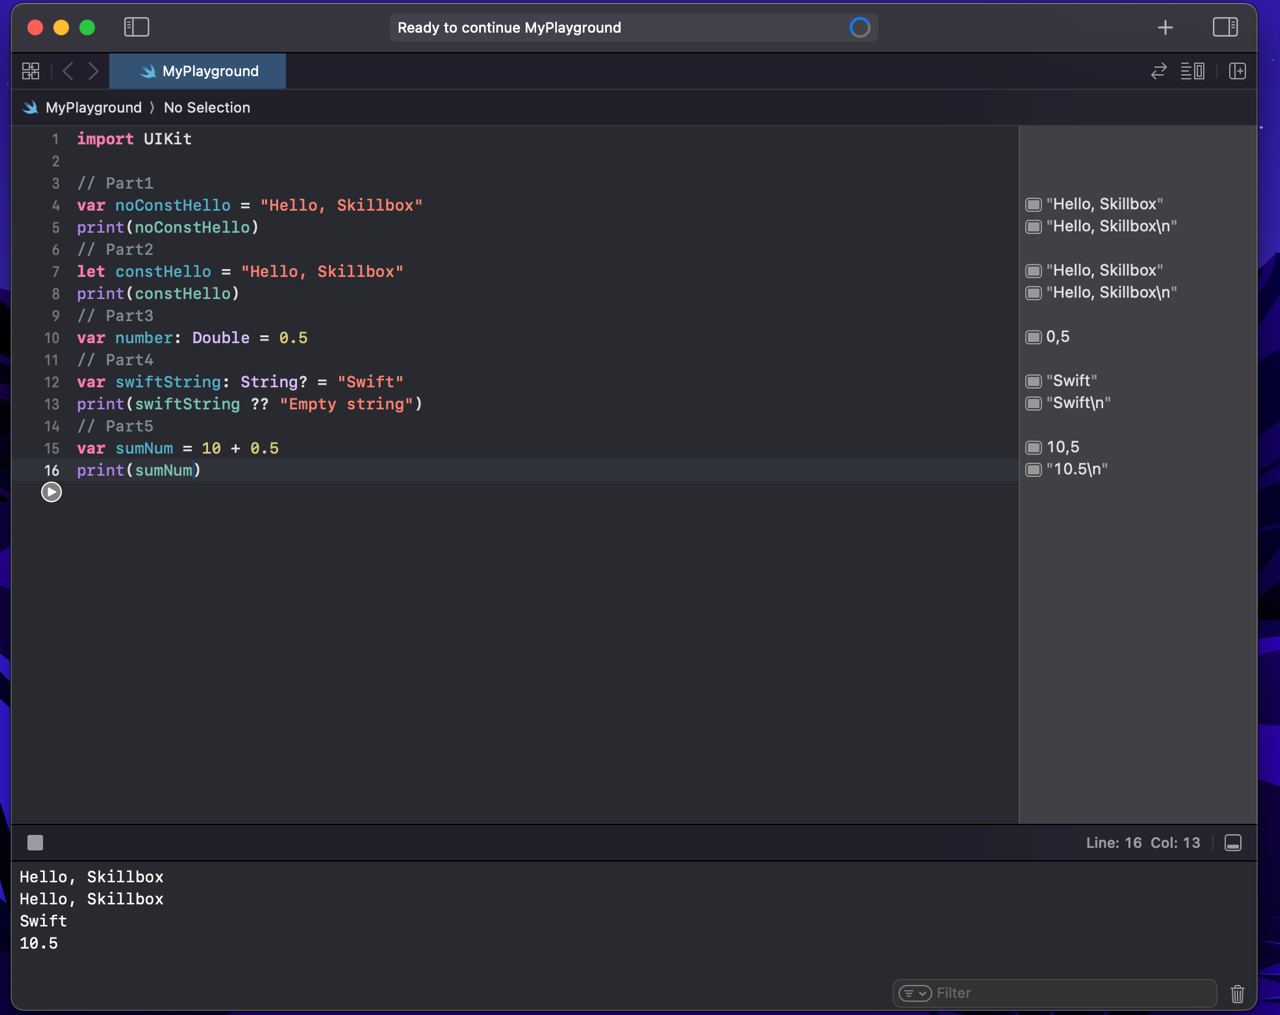 Ready to continue MyPlayground
MyPlayground
MyPlayground 〉 No Selection
1 import UIKit
2
3 // Part1
4 var noConstHello = "Hello, Skillbox"
5 print(noConstHello)
6 // Part2
7 let constHello = "Hello, Skillbox"
8 print(constHello)
9 // Part3
10 var number: Double = 0.5
11 // Part4
12 var swiftString: String? = "Swift"
13 print(swiftString ?? "Empty string")
14 // Part5
15 var sumNum = 10 + 0.5
16 print(sumNum)
"Hello, Skillbox"
"Hello, Skillbox\n"
"Hello, Skillbox"
"Hello, Skillbox\n"
0,5
"Swift"
"Swift\n"
10,5
"10.5\n"
Line: 16 Col: 13
Hello, Skillbox
Hello, Skillbox
Swift
10.5
Filter